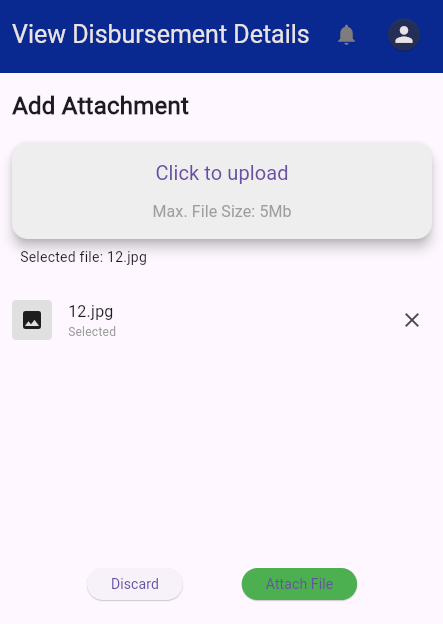 View Disbursement Details
Add Attachment
Click to upload
Max. File Size: 5Mb
Selected file: 12.jpg
12.jpg
Selected
Discard
Attach File